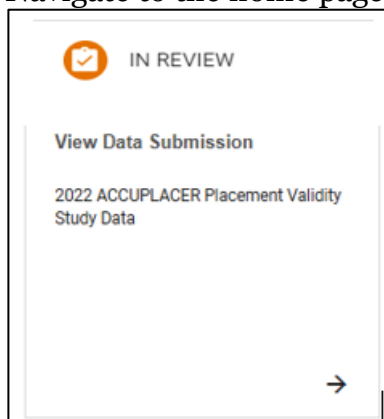 Navigate to the home page
IN REVIEW
View Data Submission
2022 ACCUPLACER Placement Validity
Study Data